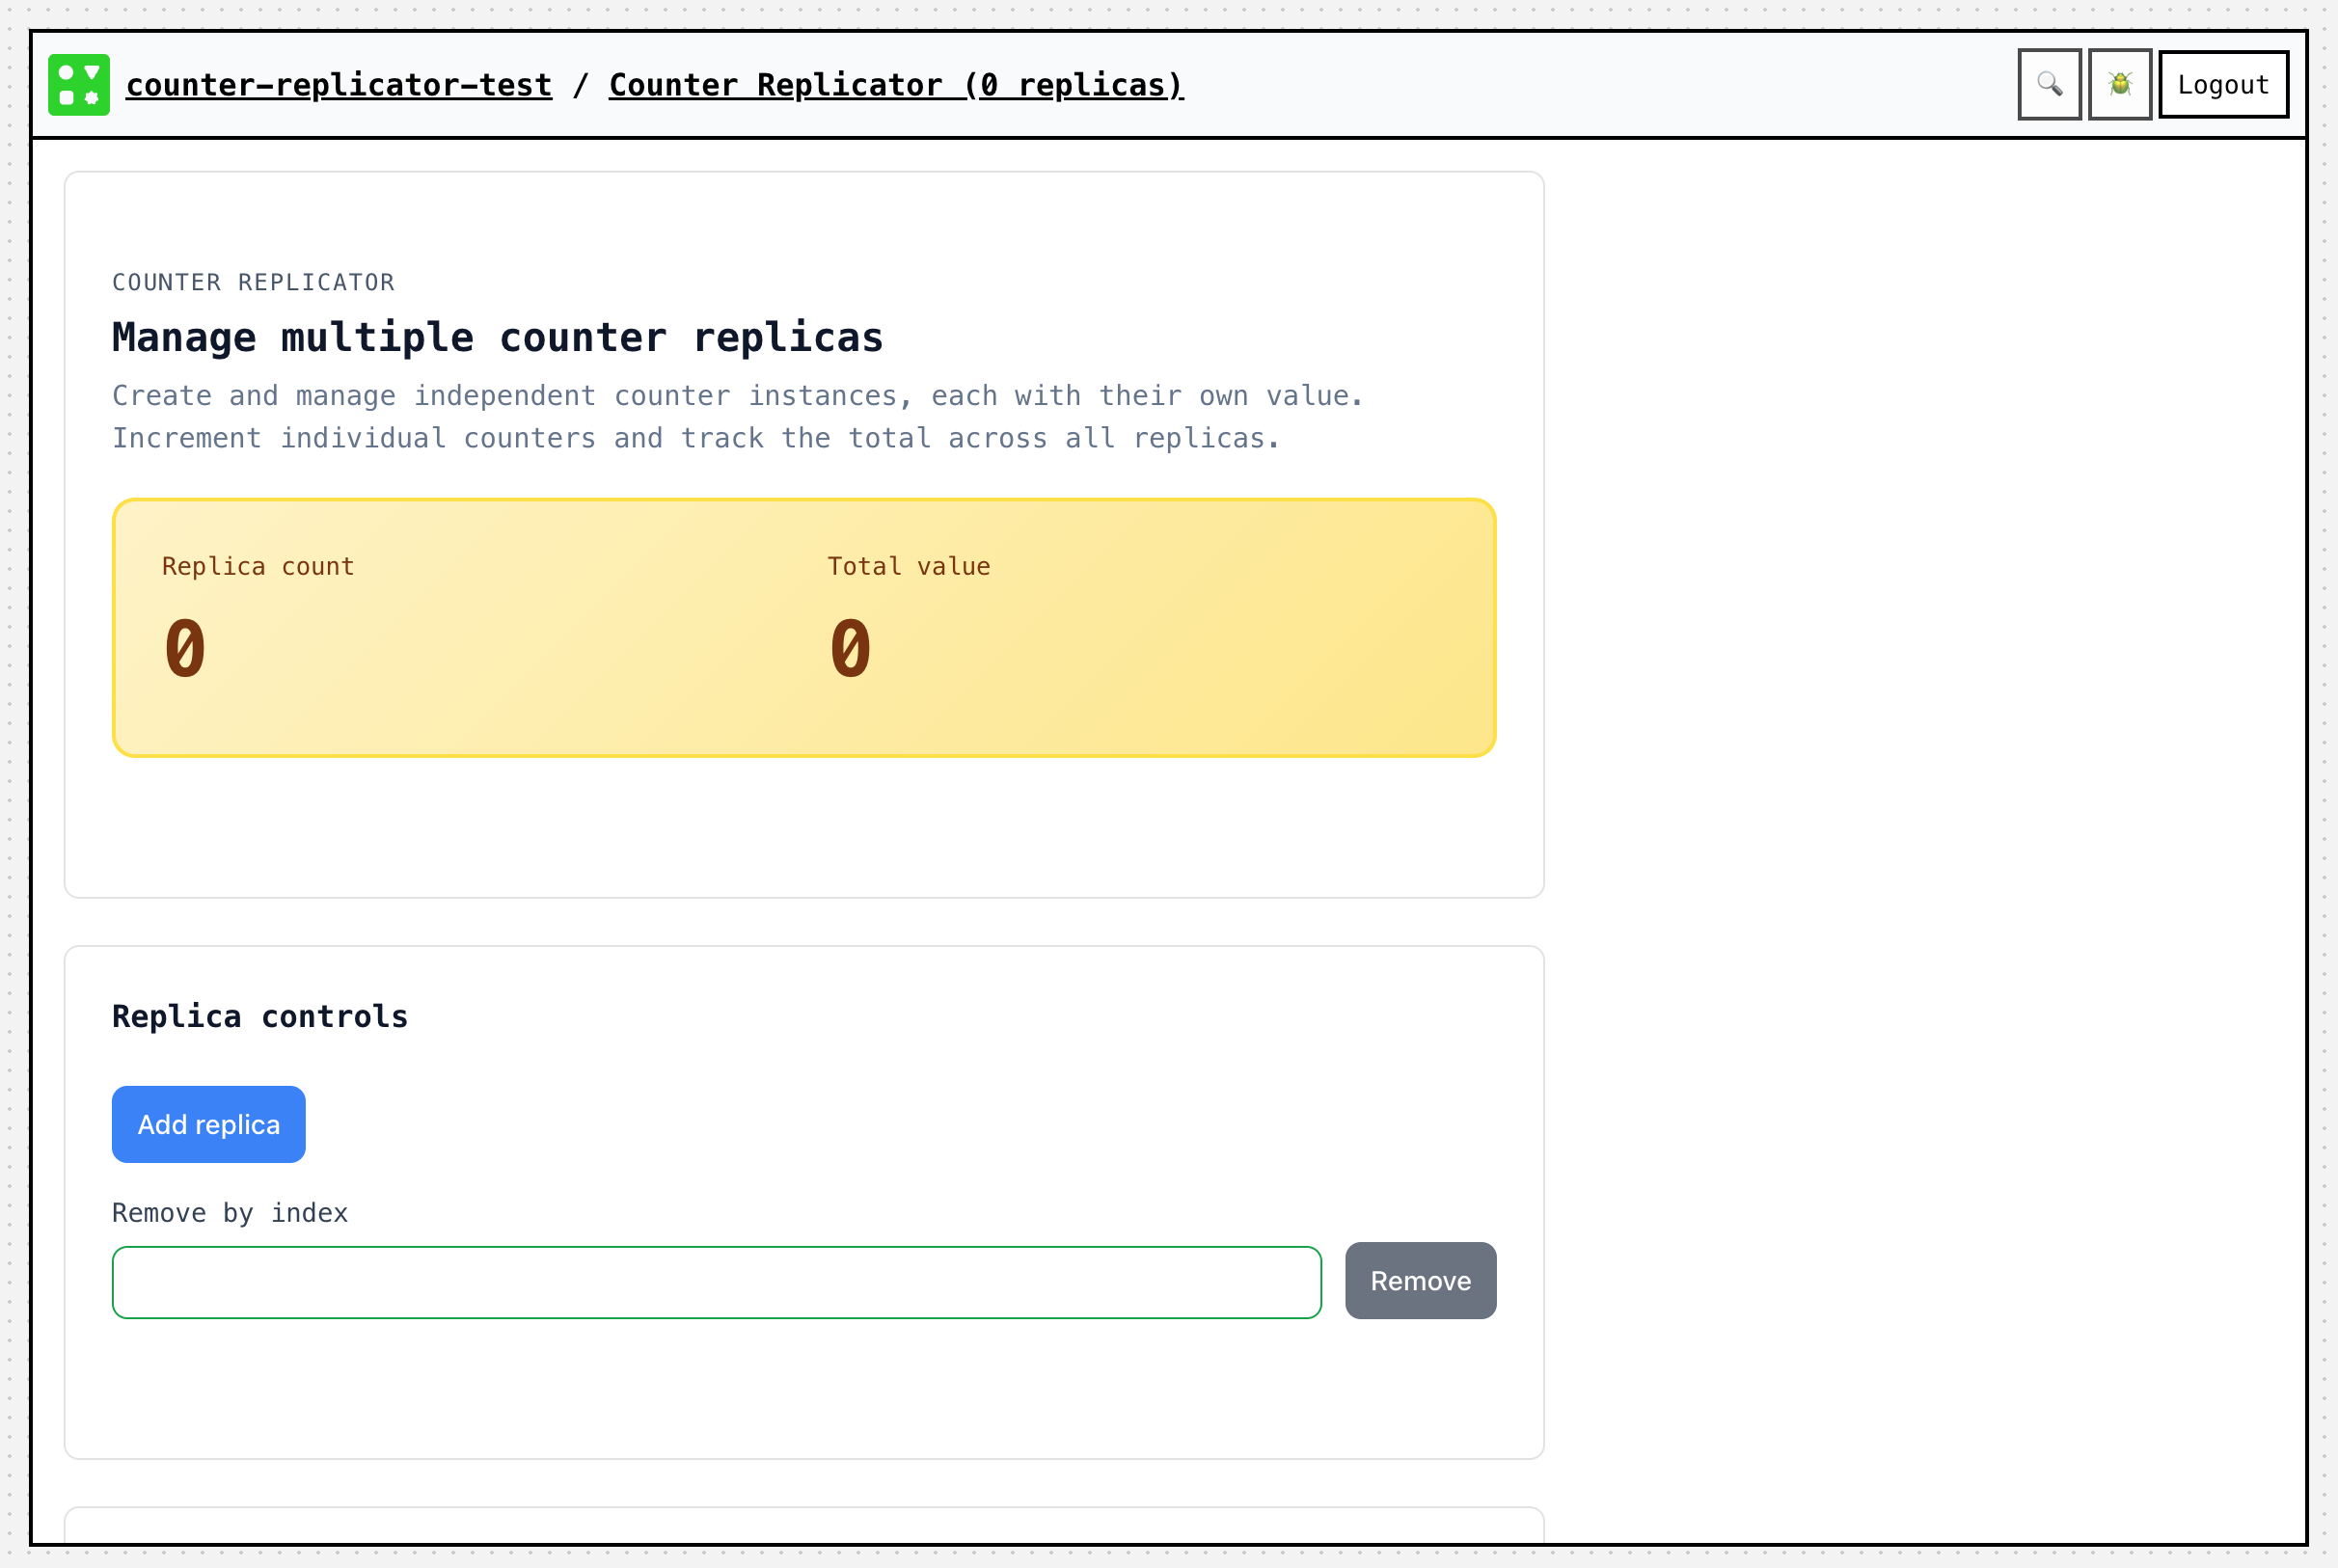 counter-replicator-test / Counter Replicator (0 replicas)
Logout
COUNTER REPLICATOR
Manage multiple counter replicas
Create and manage independent counter instances, each with their own value.
Increment individual counters and track the total across all replicas.
Replica count
Total value
0
0
Replica controls
Add replica
Remove by index
Remove